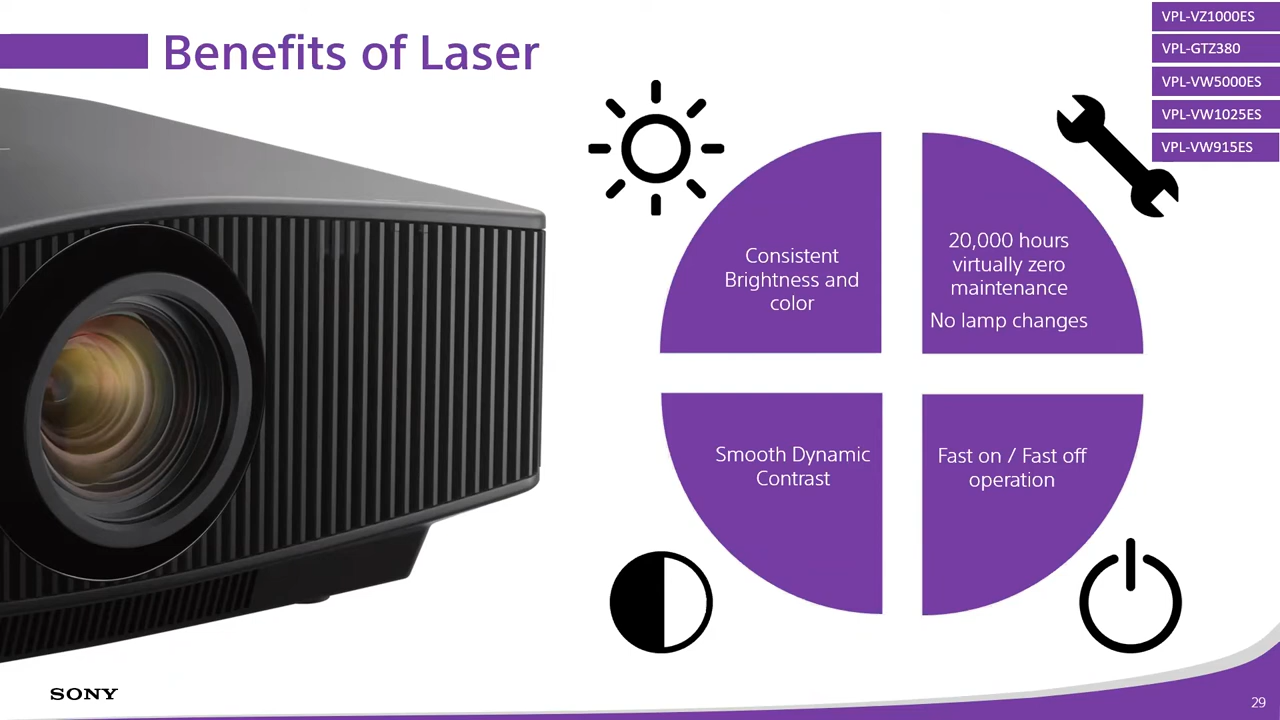 Benefits of Laser
VPL-VZ1000ES
VPL-GTZ380
VPL-VW5000ES
VPL-VW1025ES
VPL-VW915ES
Consistent
Brightness and
color
20,000 hours
virtually zero
maintenance
No lamp changes
Smooth Dynamic
Contrast
Fast on / Fast off
operation
SONY
29